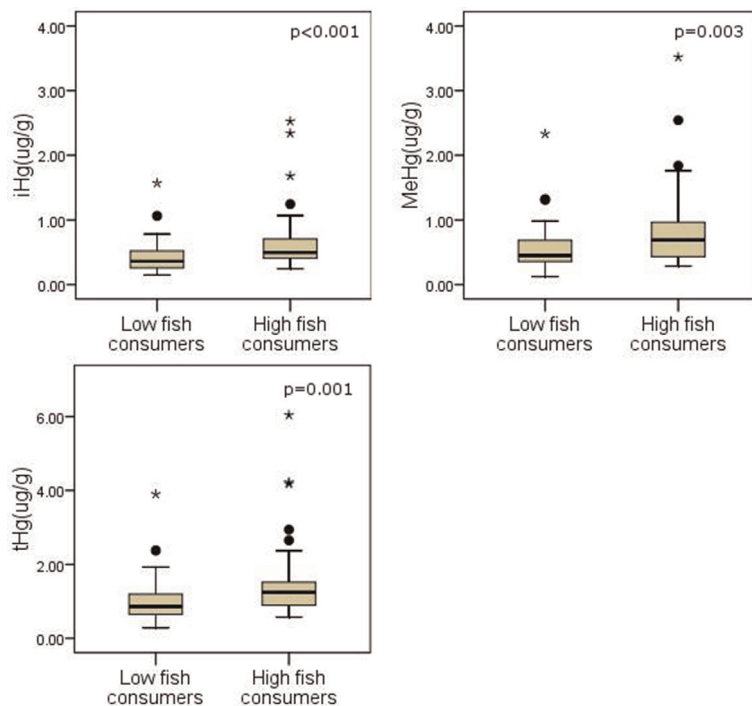 4.00
p<0.001
3.00
2.00
1.00
0.00
iHg(ug/g)
Low fish
consumers
High fish
consumers
4.00
p=0.003
3.00
2.00
1.00
0.00
MeHg(ug/g)
Low fish
consumers
High fish
consumers
p=0.001
6.00
4.00
2.00
0.00
tHg(ug/g)
Low fish
consumers
High fish
consumers